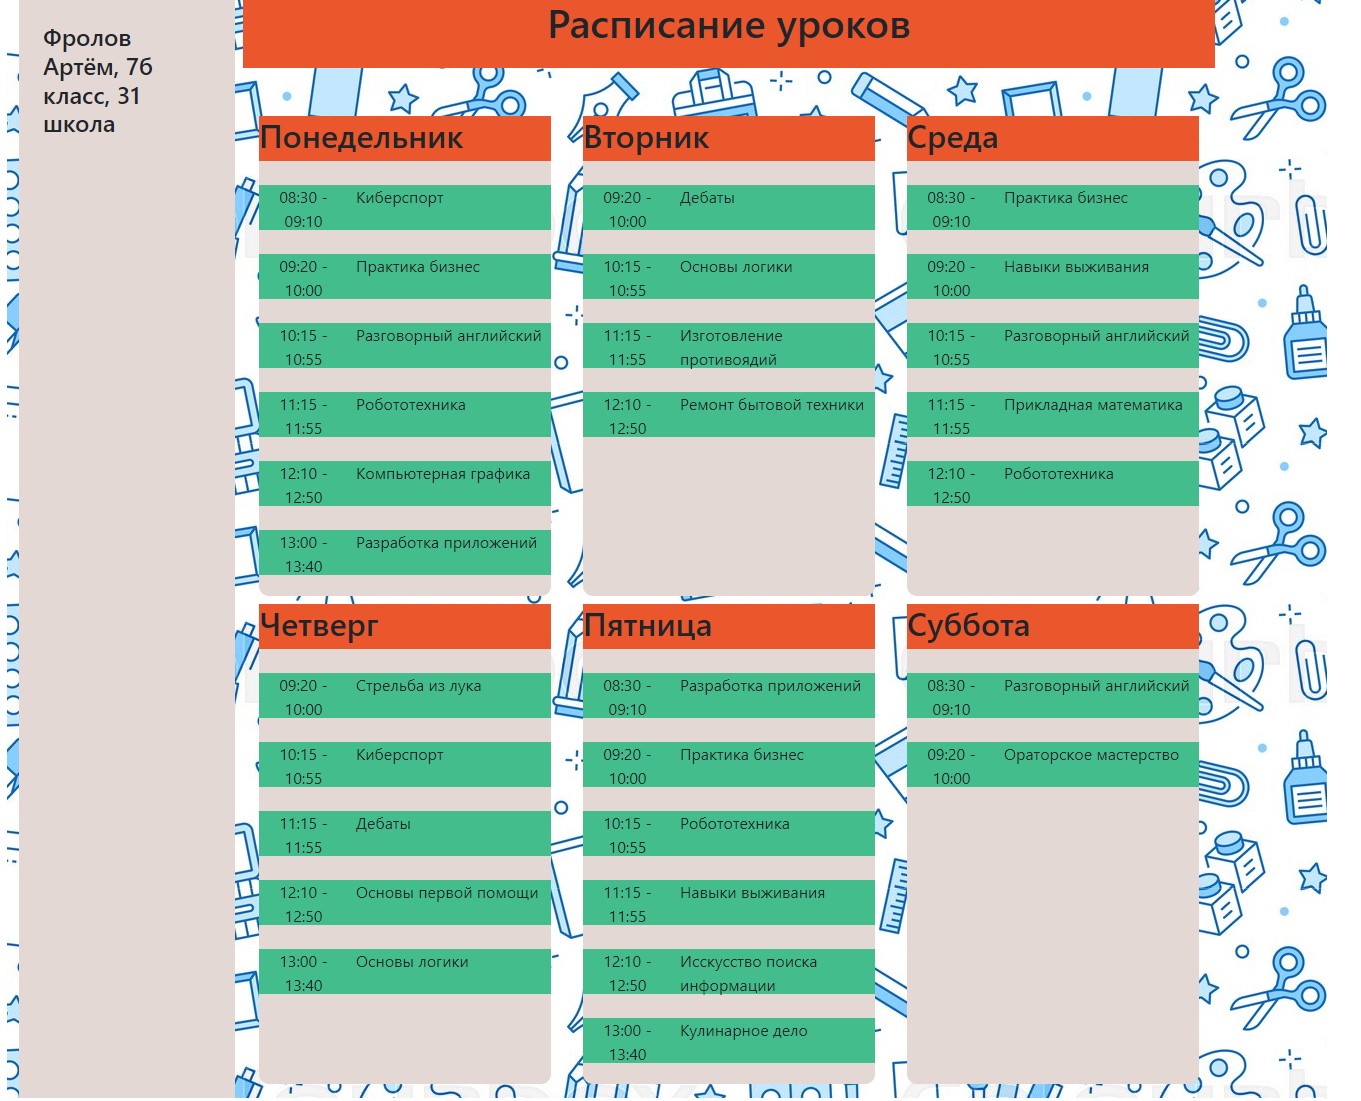 Фролов
Артём, 7б
класс, 31
школа
Расписание уроков
Понедельник
08:30 - Киберспорт
09:10
09:20 - Практика бизнес
10:00
10:15 - Разговорный английский
10:55
11:15 - Робототехника
11:55
12:10 - Компьютерная графика
12:50
13:00 - Разработка приложений
13:40
Вторник
09:20 - Дебаты
10:00
10:15 - Основы логики
10:55
11:15 - Изготовление
11:55 противоядий
12:10 - Ремонт бытовой техники
12:50
Среда
08:30 - Практика бизнес
09:10
09:20 - Навыки выживания
10:00
10:15 - Разговорный английский
10:55
11:15 - Прикладная математика
11:55
12:10 - Робототехника
12:50
Четверг
09:20 - Стрельба из лука
10:00
10:15 - Киберспорт
10:55
11:15 - Дебаты
11:55
12:10 - Основы первой помощи
12:50
13:00 - Основы логики
13:40
Пятница
08:30 - Разработка приложений
09:10
09:20 - Практика бизнес
10:00
10:15 - Робототехника
10:55
11:15 - Навыки выживания
11:55
12:10 - Исскусство поиска
12:50 информации
13:00 - Кулинарное дело
13:40
Суббота
08:30 - Разговорный английский
09:10
09:20 - Ораторское мастерство
10:00